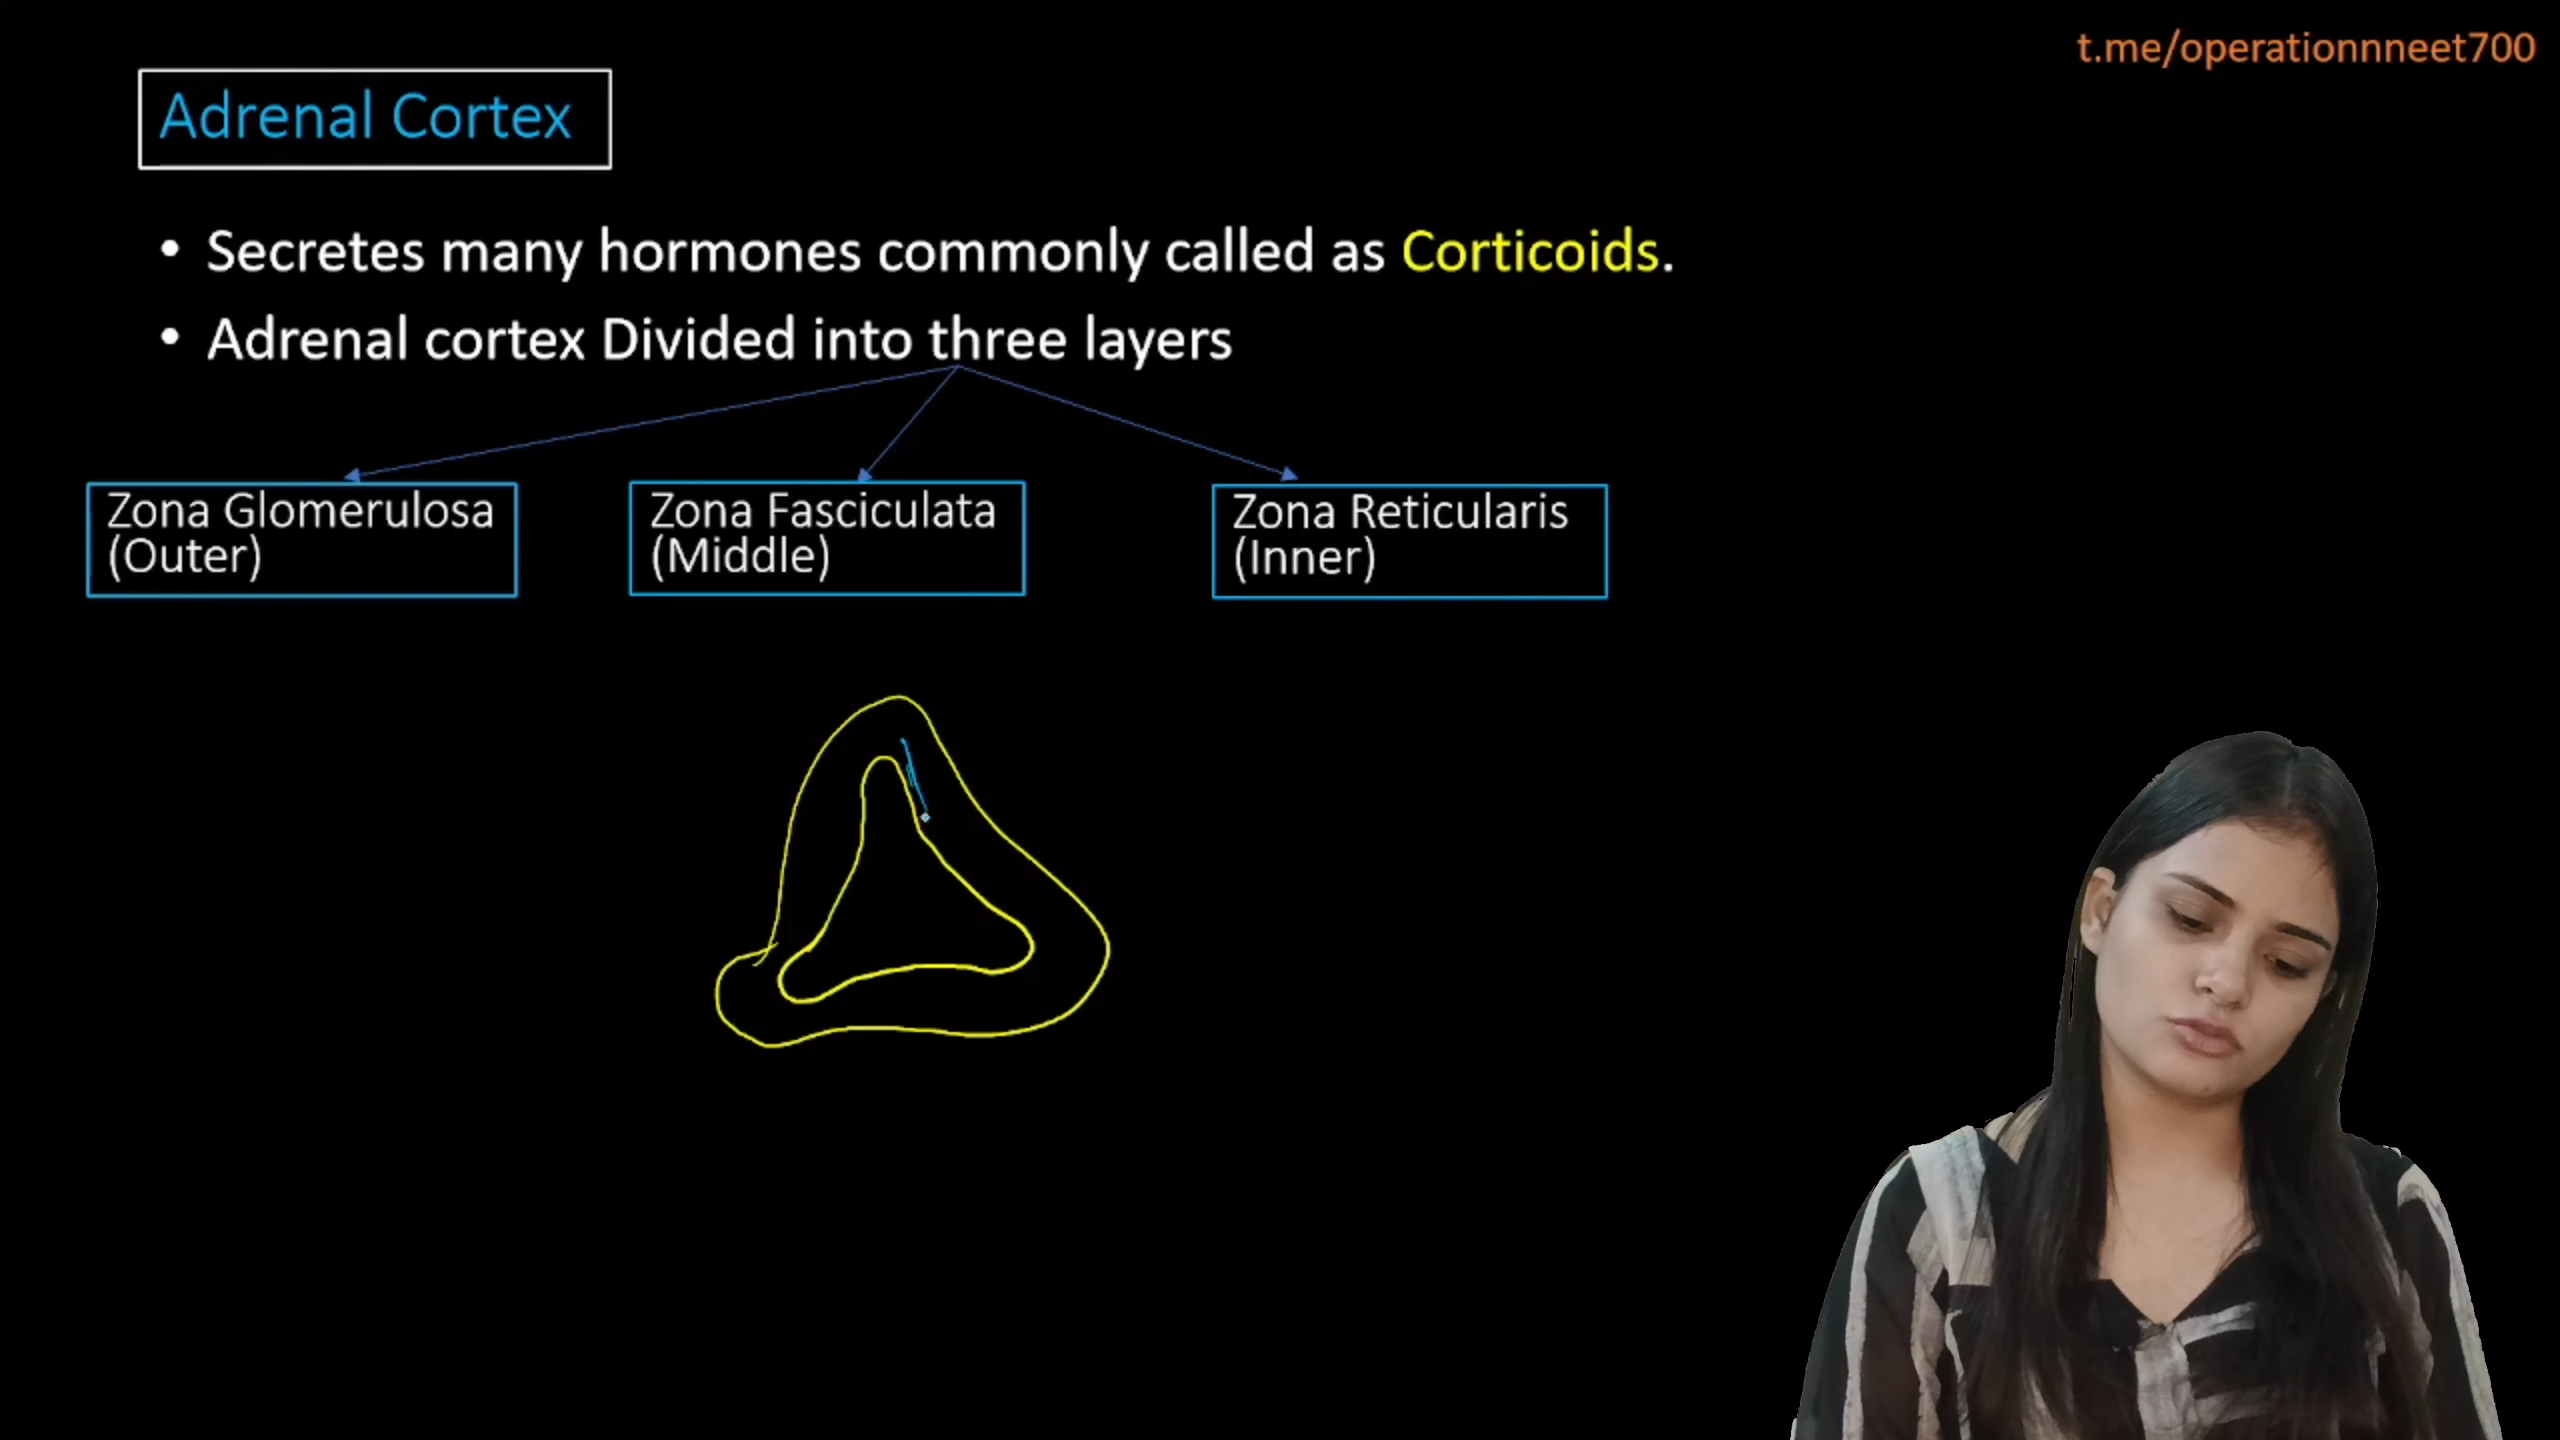 t.me/operationnneet700
Adrenal Cortex
• Secretes many hormones commonly called as Corticoids.
• Adrenal cortex Divided into three layers
Zona Glomerulosa
(Outer)
Zona Fasciculata
(Middle)
Zona Reticularis
(Inner)